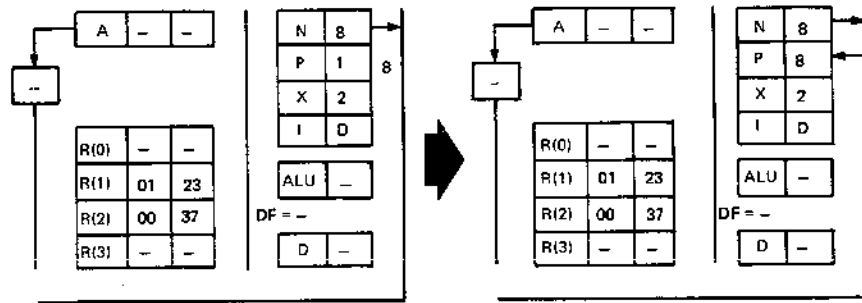 A – –
–
N 8
P 1
X 2
I D
8
R(0) – –
R(1) 01 23
R(2) 00 37
R(3) – –
ALU –
DF = –
D –
A – –
–
N 8
P 8
X 2
I D
R(0) – –
R(1) 01 23
R(2) 00 37
R(3) – –
ALU –
DF = –
D –